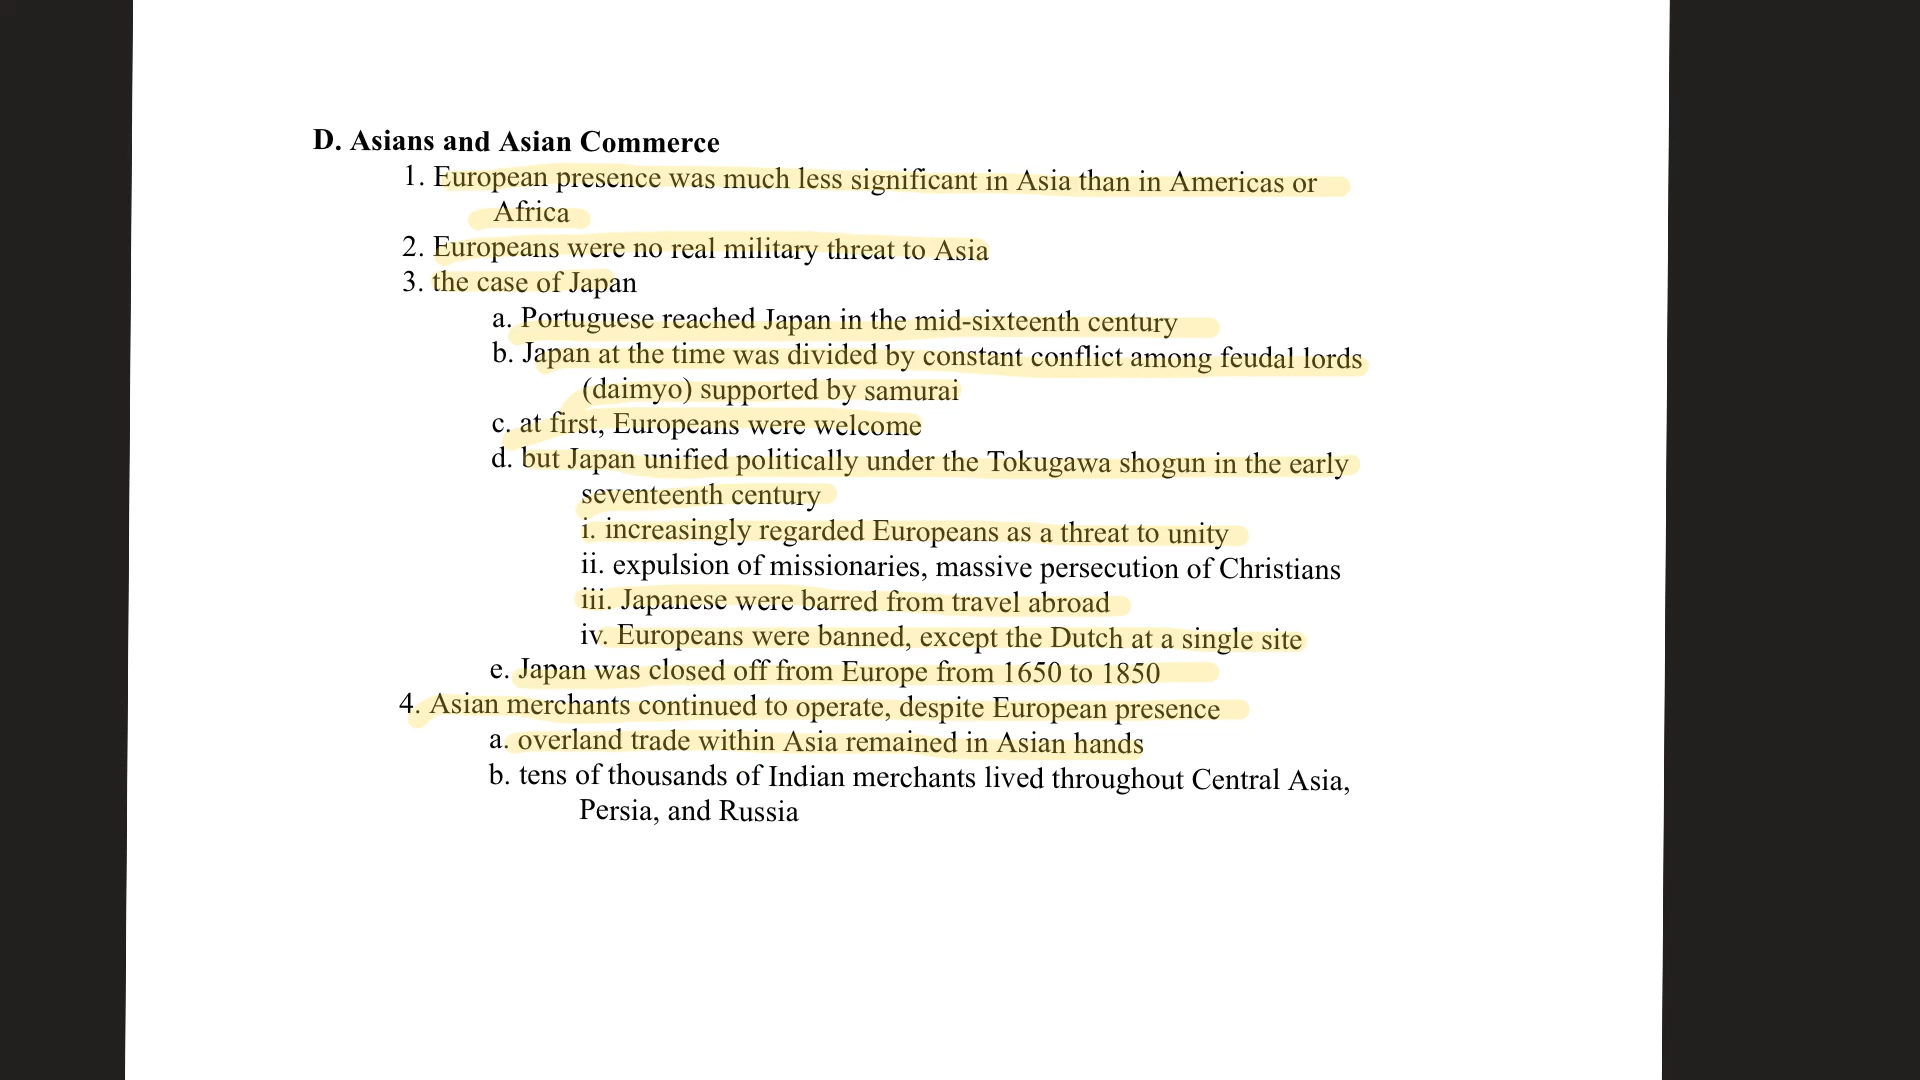 D. Asians and Asian Commerce
1. European presence was much less significant in Asia than in Americas or
Africa
2. Europeans were no real military threat to Asia
3. the case of Japan
a. Portuguese reached Japan in the mid-sixteenth century
b. Japan at the time was divided by constant conflict among feudal lords
(daimyo) supported by samurai
c. at first, Europeans were welcome
d. but Japan unified politically under the Tokugawa shogun in the early
seventeenth century
i. increasingly regarded Europeans as a threat to unity
ii. expulsion of missionaries, massive persecution of Christians
iii. Japanese were barred from travel abroad
iv. Europeans were banned, except the Dutch at a single site
e. Japan was closed off from Europe from 1650 to 1850
4. Asian merchants continued to operate, despite European presence
a. overland trade within Asia remained in Asian hands
b. tens of thousands of Indian merchants lived throughout Central Asia,
Persia, and Russia